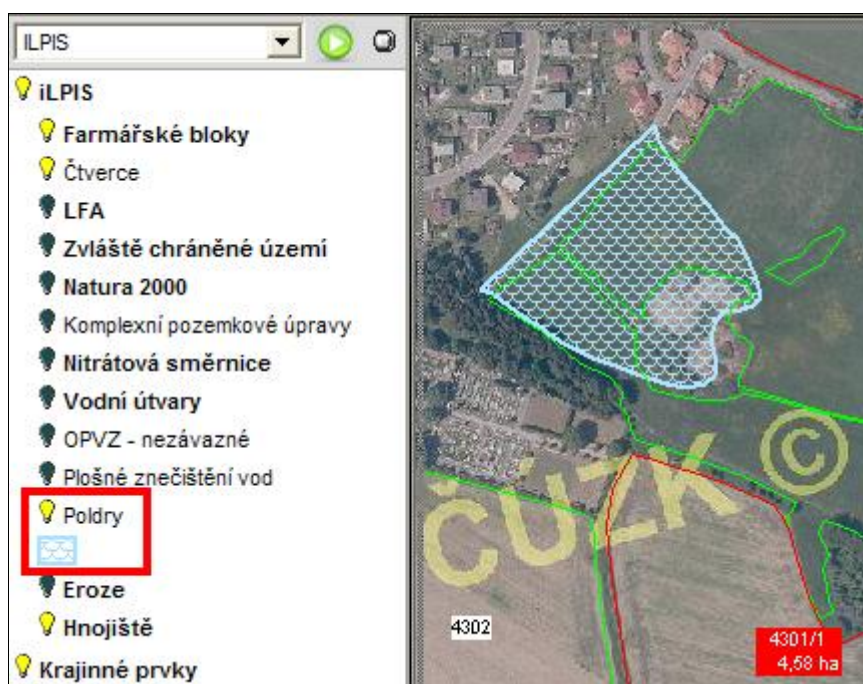 iLPIS
iLPIS
Farmářské bloky
Čtverce
LFA
Zvláště chráněné území
Natura 2000
Komplexní pozemkové úpravy
Nitrátová směrnice
Vodní útvary
OPVZ - nezávazné
Plošné znečištění vod
Poldry
Eroze
Hnojiště
Krajinné prvky
ČÚZK ©
4302
4301/1
4,58 ha